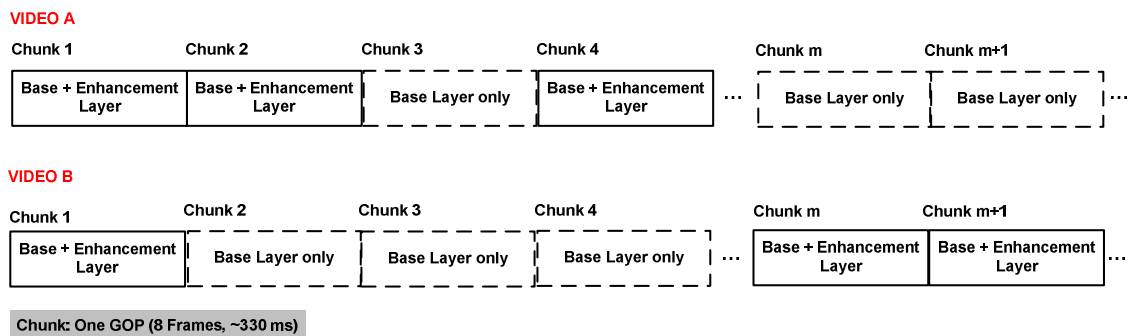 VIDEO A
Chunk 1 Chunk 2 Chunk 3 Chunk 4 Chunk m Chunk m+1
Base + Enhancement Layer
Base + Enhancement Layer
Base Layer only
Base + Enhancement Layer
...
Base Layer only
Base Layer only
...
VIDEO B
Chunk 1 Chunk 2 Chunk 3 Chunk 4 Chunk m Chunk m+1
Base + Enhancement Layer
Base Layer only
Base Layer only
Base Layer only
...
Base + Enhancement Layer
Base + Enhancement Layer
...
Chunk: One GOP (8 Frames, ~330 ms)